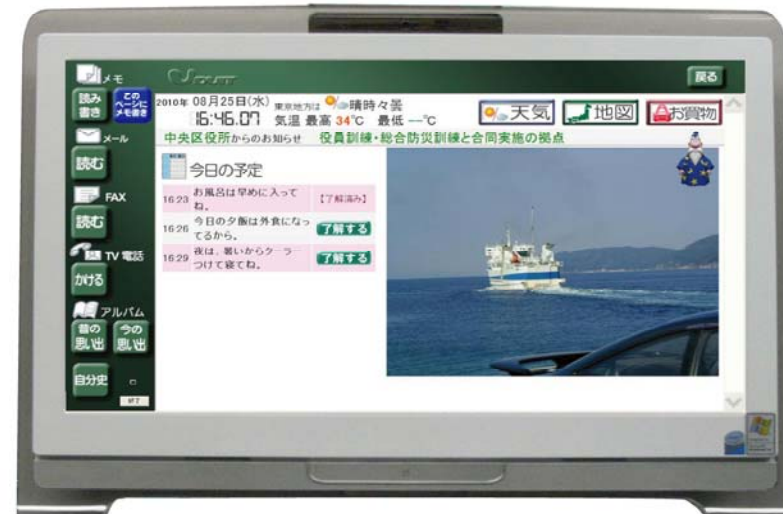 メモ
読み
書き
この
ページに
メモ書き
メール
読む
FAX
読む
TV 電話
かける
アルバム
昔の
思い出
今の
思い出
自分史
終了
戻る
2010年 08月25日(水) 東京地方は 晴時々曇
16:46.07 気温 最高 34℃ 最低 --℃
天気
地図
お買物
中央区役所からのお知らせ 役員訓練・総合防災訓練と合同実施の拠点
今日の予定
16:23 お風呂は早めに入って
ね。
【了解済み】
16:26 今日の夕飯は外食になっ
てるから。
了解する
16:29 夜は、暑いからクーラー
つけて寝てね。
了解する